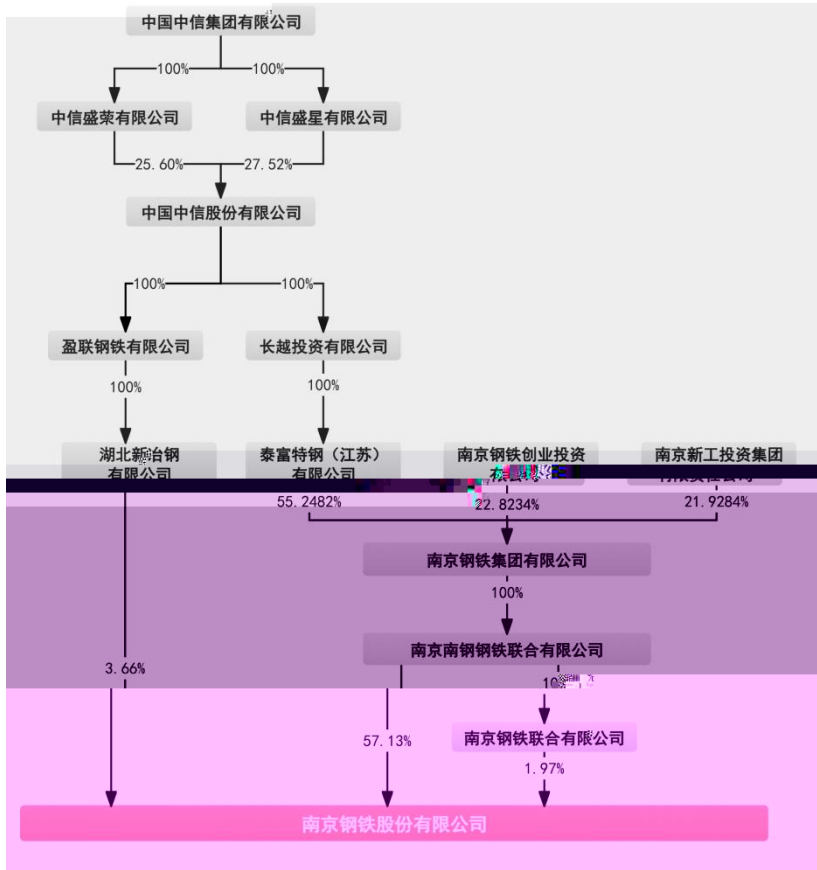 中国中信集团有限公司
100% 100%
中信盛荣有限公司 中信盛星有限公司
25.60% 27.52%
中国中信股份有限公司
100% 100%
盈联钢铁有限公司 长越投资有限公司
100% 100%
湖北新冶钢 泰富特钢（江苏） 南京钢铁创业投资 南京新工投资集团
有限公司 有限公司 有限责任公司
55.2482% 22.8234% 21.9284%
南京钢铁集团有限公司
100%
南京南钢钢铁联合有限公司
3.66%
57.13% 南京钢铁联合有限公司
1.97%
南京钢铁股份有限公司